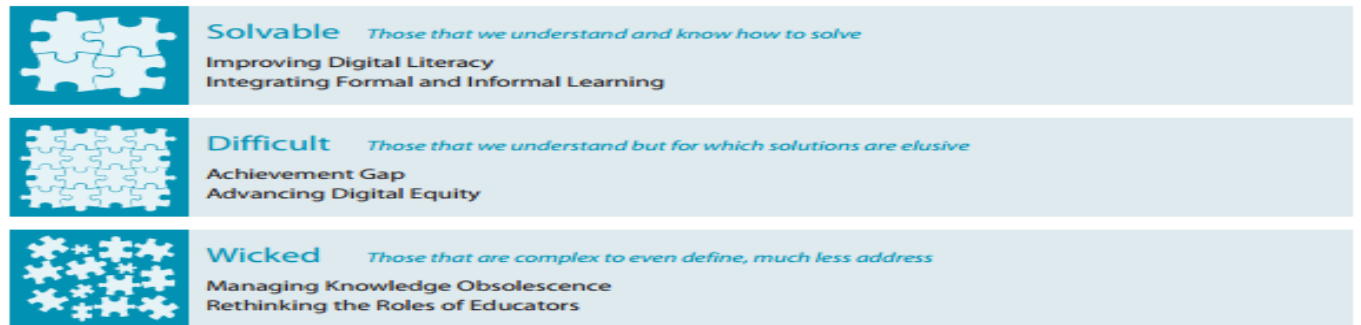 Solvable Those that we understand and know how to solve
Improving Digital Literacy
Integrating Formal and Informal Learning
Difficult Those that we understand but for which solutions are elusive
Achievement Gap
Advancing Digital Equity
Wicked Those that are complex to even define, much less address
Managing Knowledge Obsolescence
Rethinking the Roles of Educators